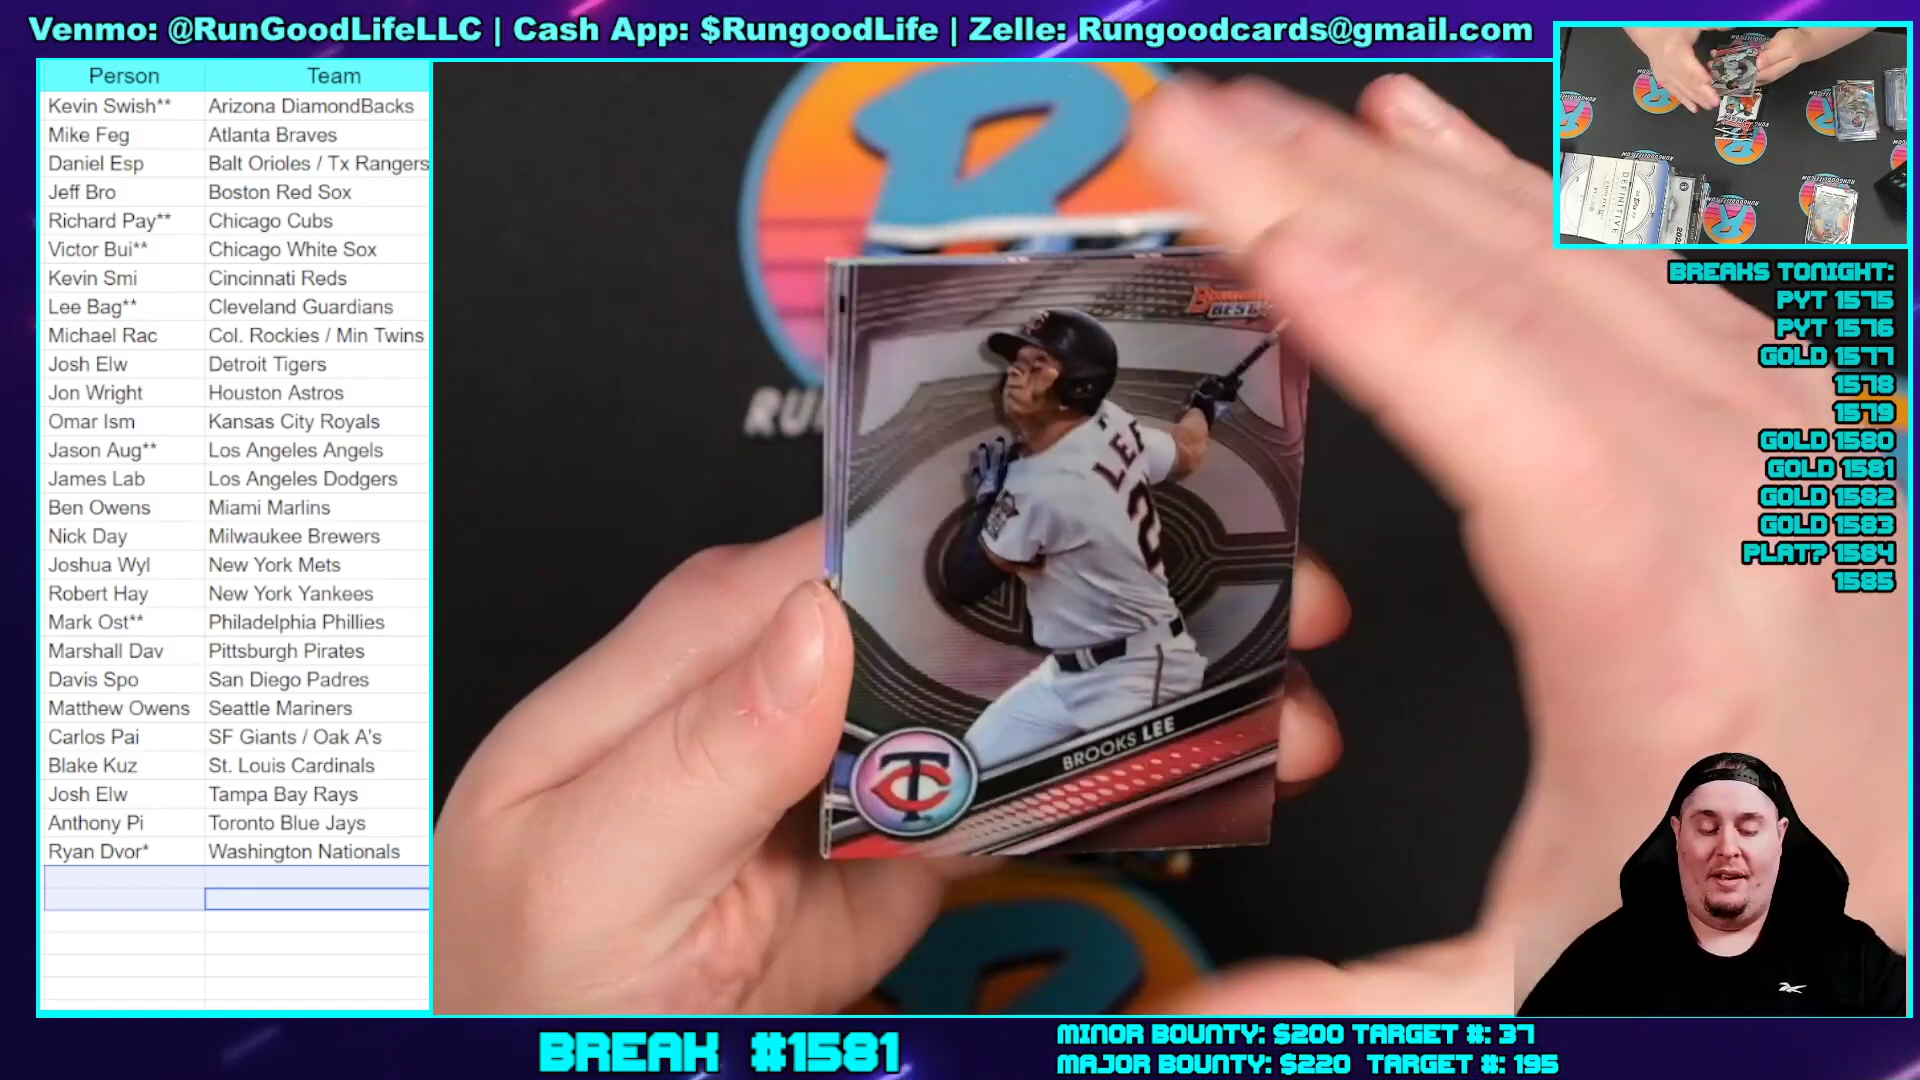 Venmo: @RunGoodLifeLLC | Cash App: $RungoodLife | Zelle: Rungoodcards@gmail.com
Person Team
Kevin Swish** Arizona DiamondBacks
Mike Feg Atlanta Braves
Daniel Esp Balt Orioles / Tx Rangers
Jeff Bro Boston Red Sox
Richard Pay** Chicago Cubs
Victor Bui** Chicago White Sox
Kevin Smi Cincinnati Reds
Lee Bag** Cleveland Guardians
Michael Rac Col. Rockies / Min Twins
Josh Elw Detroit Tigers
Jon Wright Houston Astros
Omar Ism Kansas City Royals
Jason Aug** Los Angeles Angels
James Lab Los Angeles Dodgers
Ben Owens Miami Marlins
Nick Day Milwaukee Brewers
Joshua Wyl New York Mets
Robert Hay New York Yankees
Mark Ost** Philadelphia Phillies
Marshall Dav Pittsburgh Pirates
Davis Spo San Diego Padres
Matthew Owens Seattle Mariners
Carlos Pai SF Giants / Oak A's
Blake Kuz St. Louis Cardinals
Josh Elw Tampa Bay Rays
Anthony Pi Toronto Blue Jays
Ryan Dvor* Washington Nationals
RU
BEST
LEE
2
BROOKS LEE
TC
DEFINITIVE
BREAKS TONIGHT:
PYT 1575
PYT 1576
GOLD 1577
1578
1579
GOLD 1580
GOLD 1581
GOLD 1582
GOLD 1583
PLAT? 1584
1585
BREAK #1581
MINOR BOUNTY: $200 TARGET #: 37
MAJOR BOUNTY: $220 TARGET #: 195